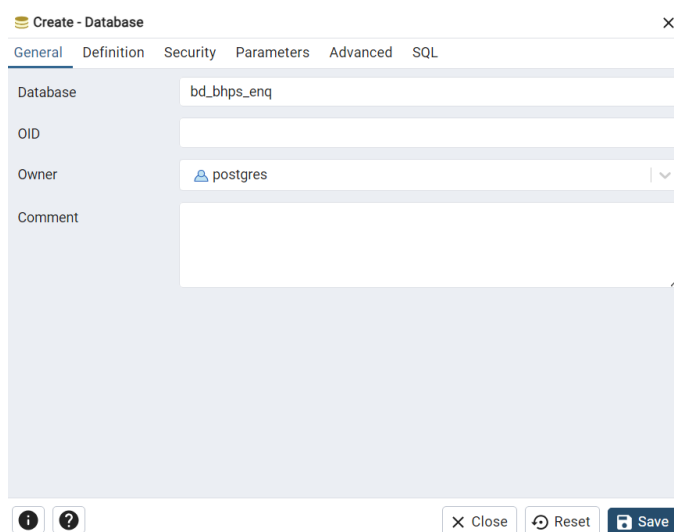 Create - Database
General Definition Security Parameters Advanced SQL
Database bd_bhps_enq
OID
Owner postgres
Comment
Close Reset Save